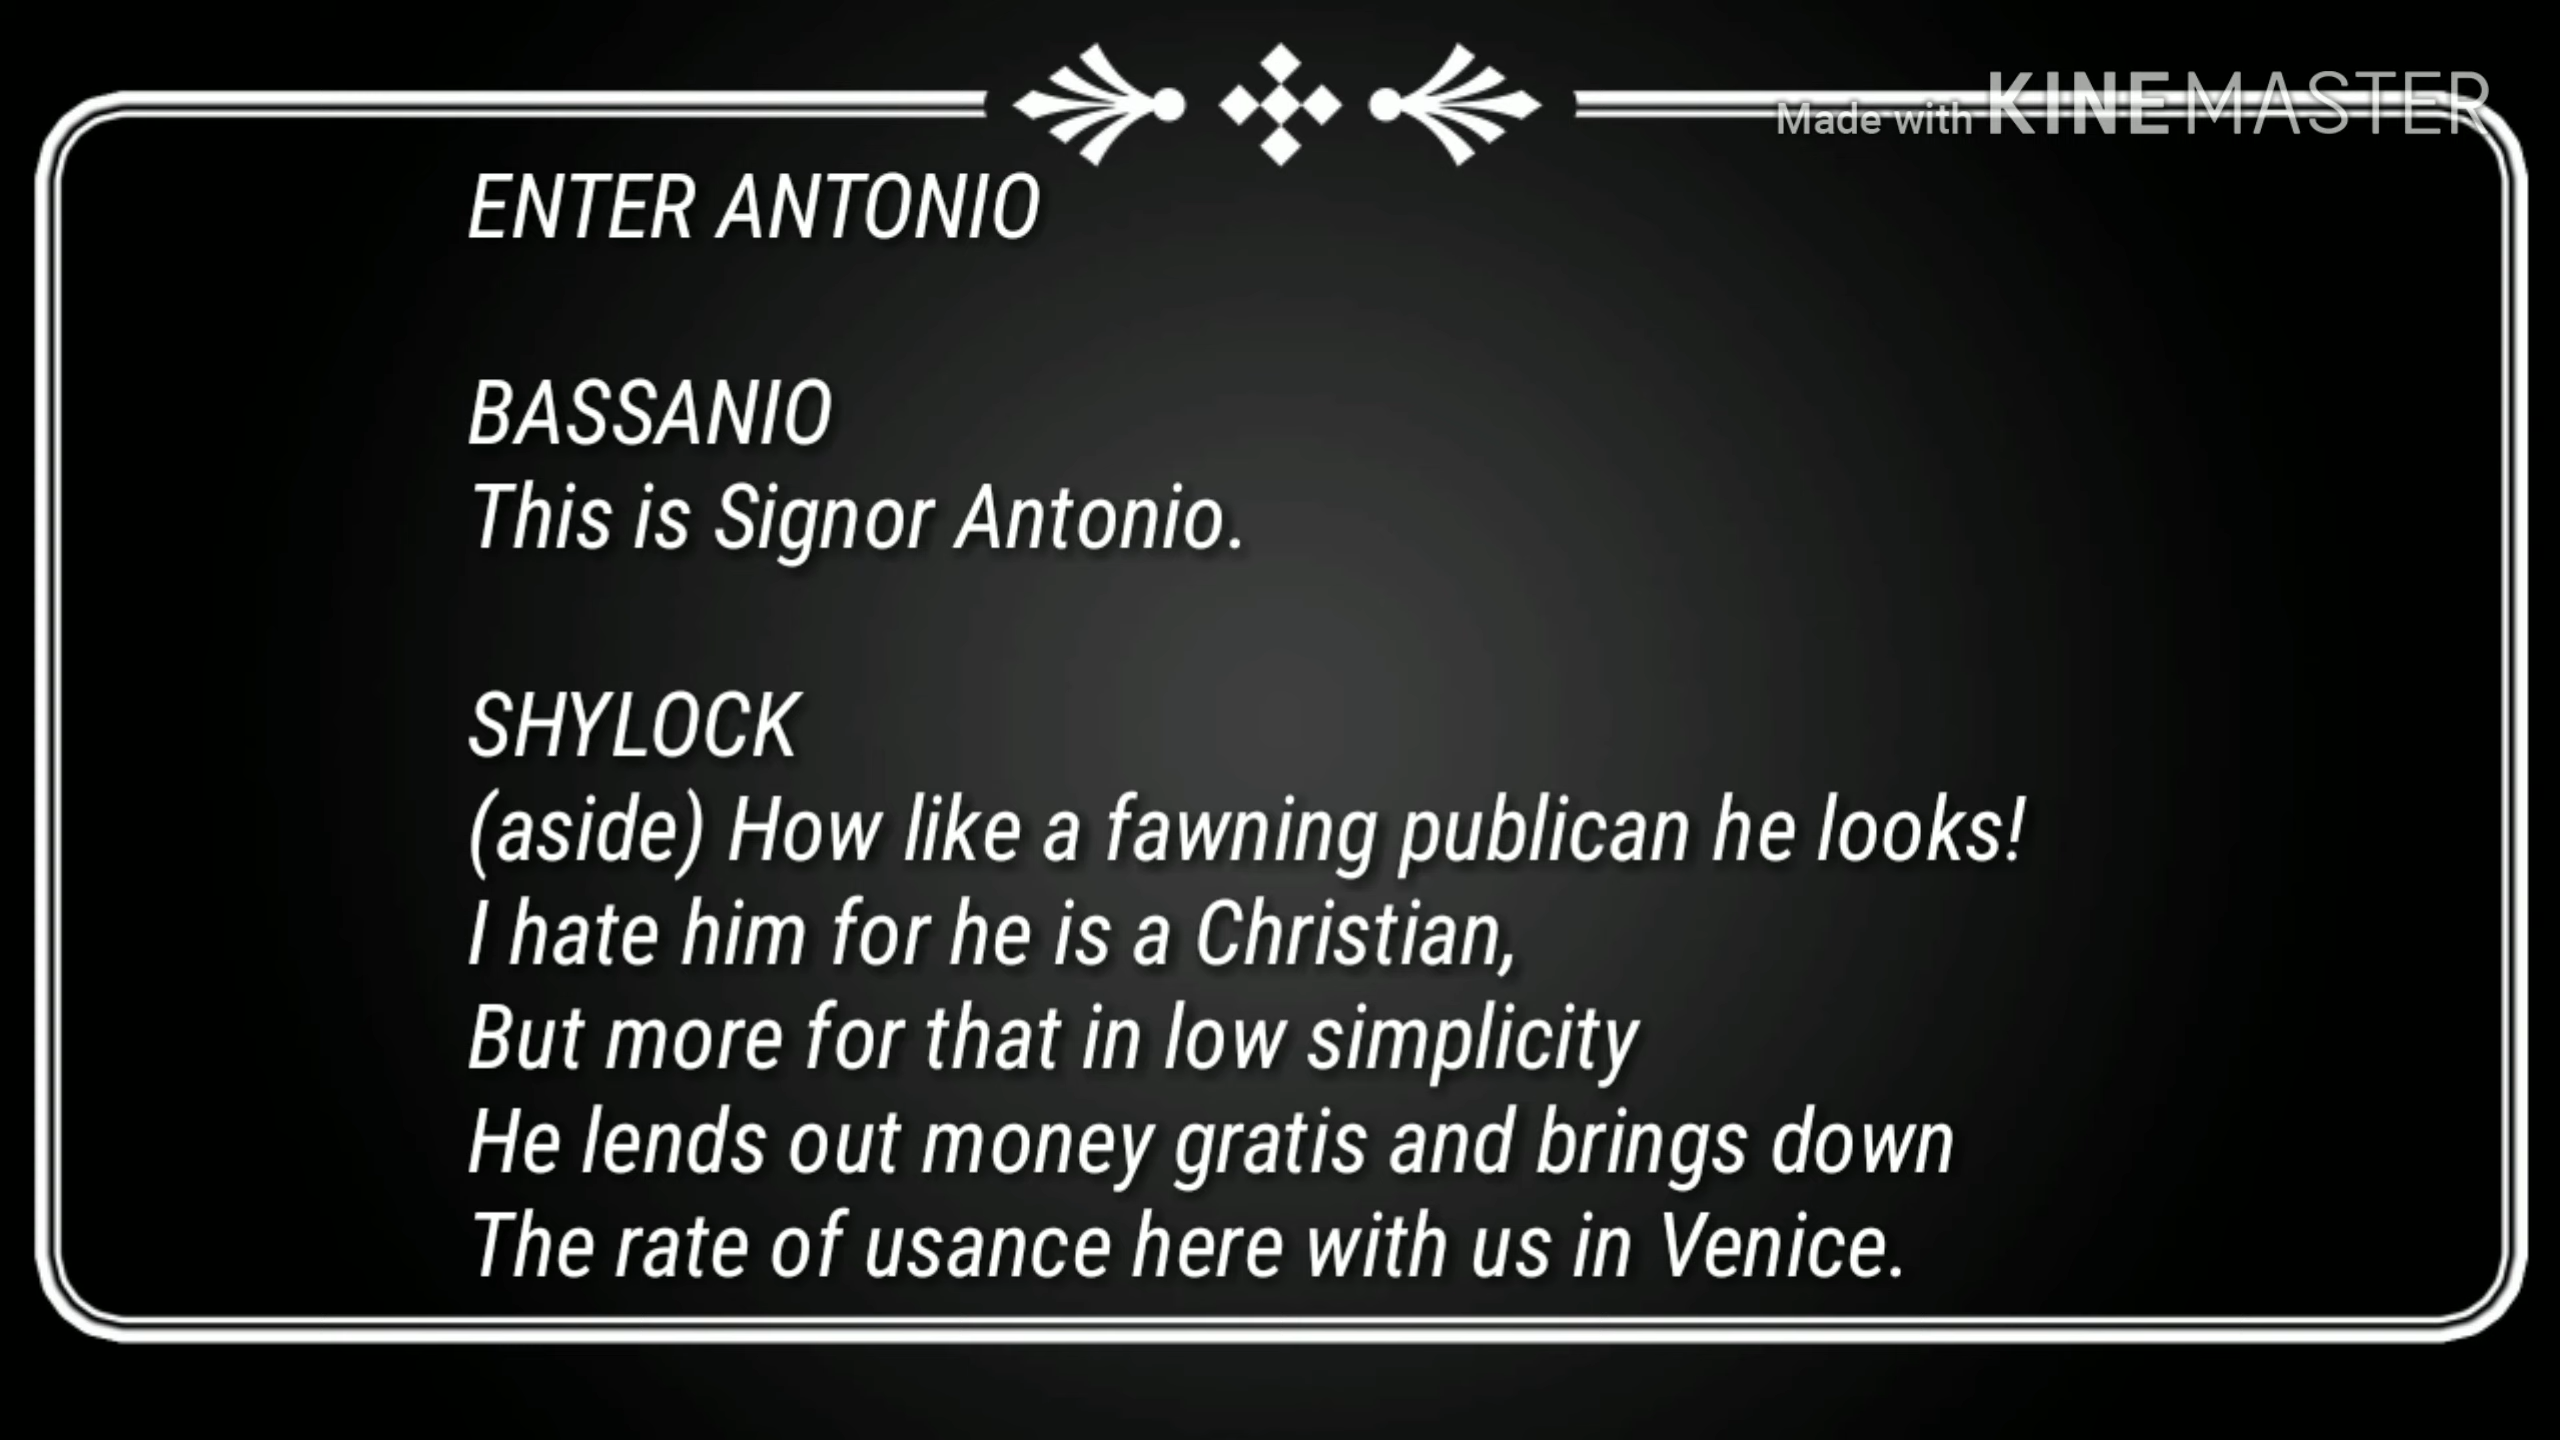 Made with KINEMASTER
ENTER ANTONIO
BASSANIO
This is Signor Antonio.
SHYLOCK
(aside) How like a fawning publican he looks!
I hate him for he is a Christian,
But more for that in low simplicity
He lends out money gratis and brings down
The rate of usance here with us in Venice.